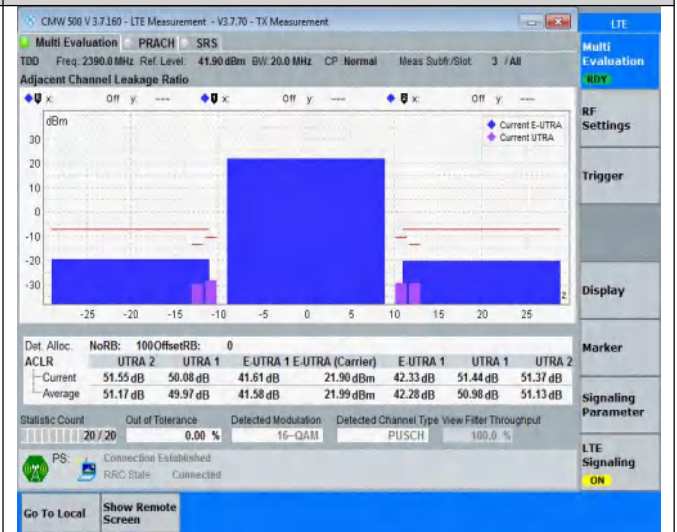 CMW 500 V 3.7.160 - LTE Measurement - V3.7.70 - TX Measurement
LTE
Multi Evaluation PRACH SRS
Multi Evaluation
RDY
TDD Freq: 2390.0 MHz Ref. Level: 41.90 dBm BW: 20.0 MHz CP: Normal Meas Subfr./Slot: 3 /All
Adjacent Channel Leakage Ratio
x: Off y: --- x: Off y: --- x: Off y: ---
RF Settings
dBm
Current E-UTRA
Current UTRA
30
20
10
0
-10
-20
-30
Trigger
z
Display
-25 -20 -15 -10 -5 0 5 10 15 20 25
Marker
Det. Alloc. NoRB: 100 OffsetRB: 0
ACLR UTRA 2 UTRA 1 E-UTRA 1 E-UTRA (Carrier) E-UTRA 1 UTRA 1 UTRA 2
Current 51.55 dB 50.08 dB 41.61 dB 21.90 dBm 42.33 dB 51.44 dB 51.37 dB
Average 51.17 dB 49.97 dB 41.58 dB 21.99 dBm 42.28 dB 50.98 dB 51.13 dB
Signaling Parameter
Statistic Count Out of Tolerance Detected Modulation Detected Channel Type View Filter Throughput
20 / 20 0.00 % 16-QAM PUSCH 100.0 %
PS: Connection Established
RRC State Connected
LTE Signaling
ON
Go To Local
Show Remote Screen